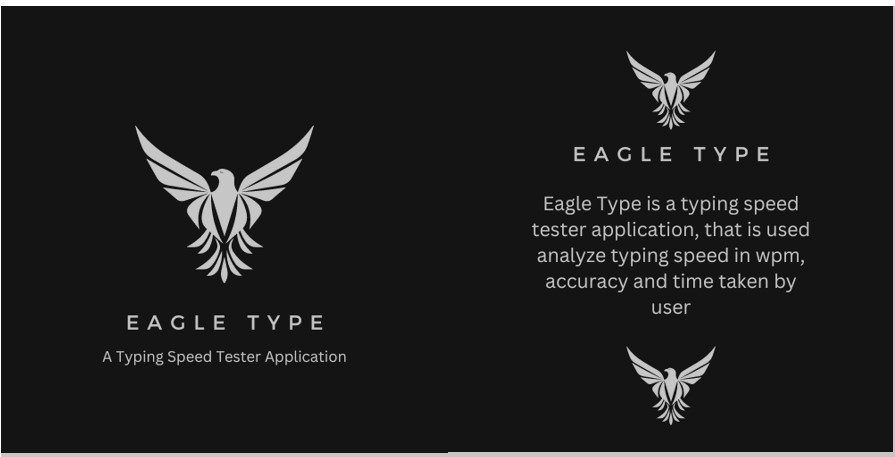 EAGLE TYPE
A Typing Speed Tester Application
EAGLE TYPE
Eagle Type is a typing speed
tester application, that is used
analyze typing speed in wpm,
accuracy and time taken by
user